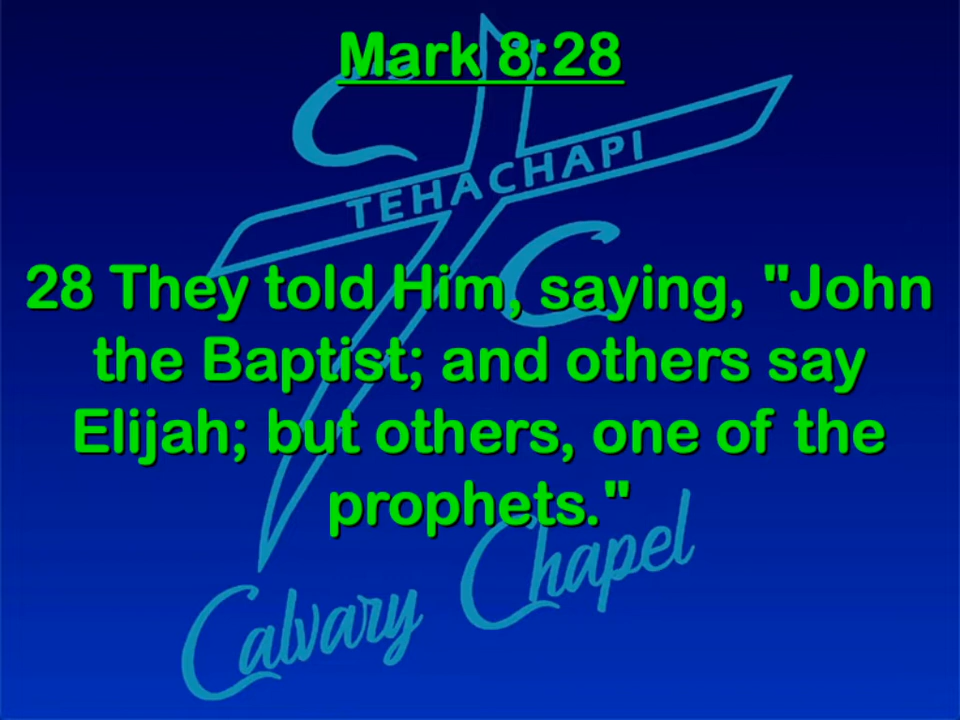 Mark 8:28
TEHACHAPI
28 They told Him, saying, "John
the Baptist; and others say
Elijah; but others, one of the
prophets."
Calvary Chapel